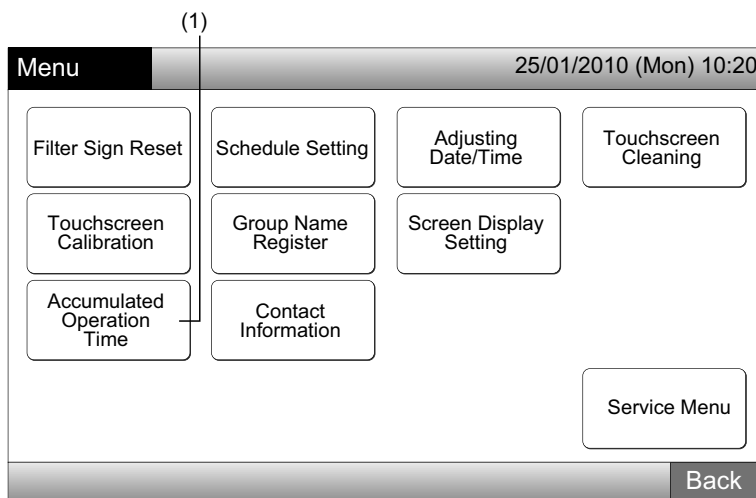 (1)
Menu
25/01/2010 (Mon) 10:20
Filter Sign Reset
Schedule Setting
Adjusting
Date/Time
Touchscreen
Cleaning
Touchscreen
Calibration
Group Name
Register
Screen Display
Setting
Accumulated
Operation
Time
Contact
Information
Service Menu
Back